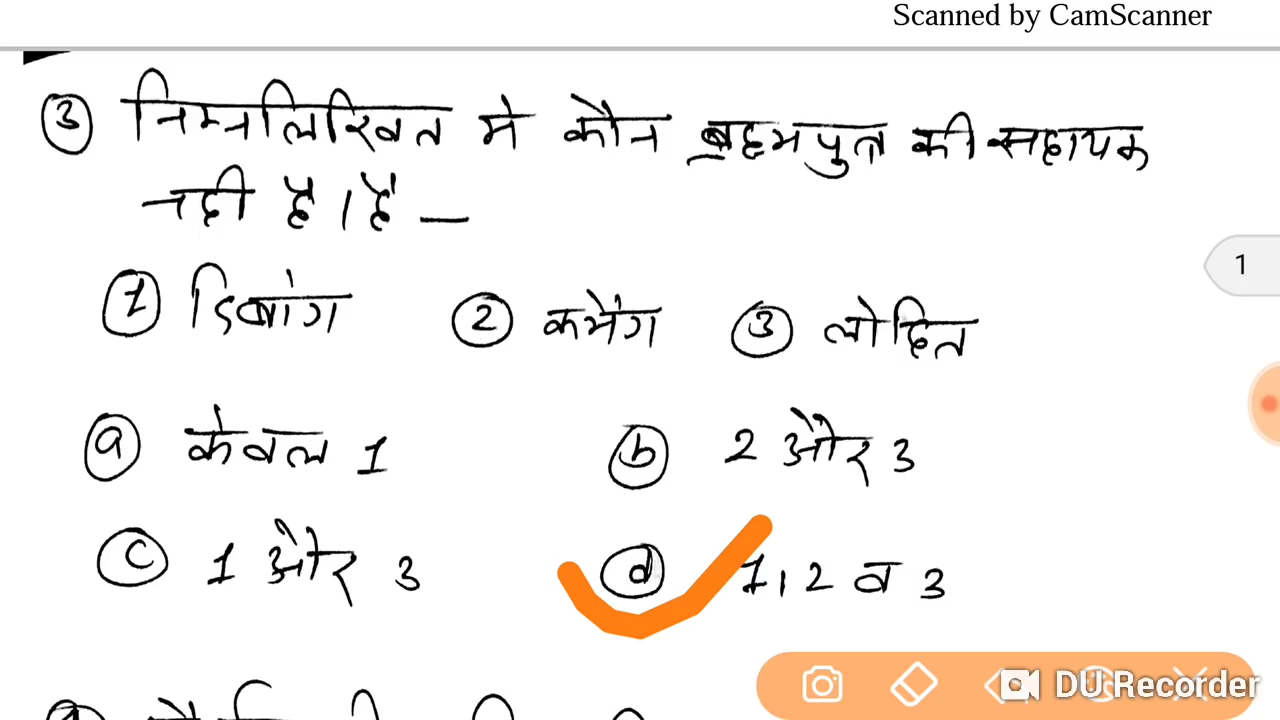 Scanned by CamScanner
③ निम्नलिखित मे कौन ब्रह्मपुत्र की सहायक
नही है / हैं —
① डिबांग ② कमेंग ③ लोहित
ⓐ केवल 1 ⓑ 2 और 3
ⓒ 1 और 3 ⓓ 1, 2 व 3
1
DU Recorder